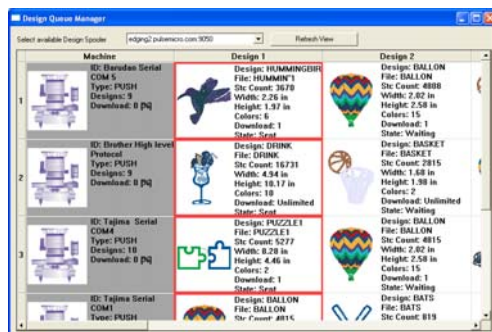 Design Queue Manager
Select available Design Spooler
edging2.pulsemicro.com:9050
Refresh View
Machine
Design 1
Design 2
1
ID: Barudan Serial
COM 5
Type: PUSH
Designs: 9
Download: 0 [%]
Design: HUMMINGBIR
File: HUMMIN~1
Stc Count: 3670
Width: 2.26 in
Height: 1.97 in
Colors: 6
Download: 1
State: Sent
Design: BALLON
File: BALLON
Stc Count: 4808
Width: 2.02 in
Height: 2.58 in
Colors: 15
Download: 1
State: Waiting
2
ID: Brother High level
Protocol
Type: PUSH
Designs: 9
Download: 0 [%]
Design: DRINK
File: DRINK
Stc Count: 16731
Width: 4.94 in
Height: 10.17 in
Colors: 10
Download: Unlimited
State: Sent
Design: BASKET
File: BASKET
Stc Count: 2815
Width: 1.68 in
Height: 1.98 in
Colors: 2
Download: Unlimited
State: Waiting
3
ID: Tajima Serial
COM4
Type: PUSH
Designs: 10
Download: 0 [%]
Design: PUZZLE1
File: PUZZLE1
Stc Count: 5277
Width: 8.28 in
Height: 4.46 in
Colors: 2
Download: 1
State: Sent
Design: BALLON
File: BALLON
Stc Count: 4815
Width: 2.02 in
Height: 2.58 in
Colors: 15
Download: 1
State: Waiting
ID: Tajima Serial
COM1
Type: PUSH
Design: BALLON
File: BALLON
Stc Count: 4815
Design: BATS
File: BATS
Stc Count: 819